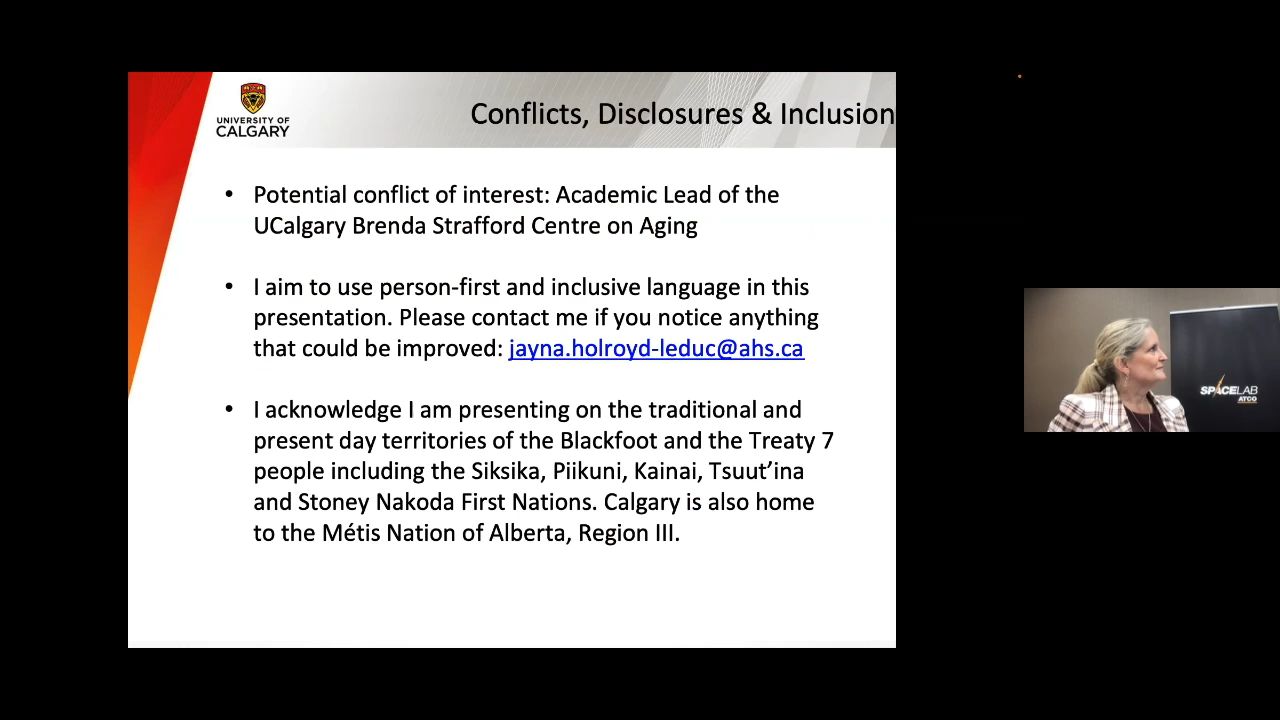 UNIVERSITY OF
CALGARY
Conflicts, Disclosures & Inclusion
• Potential conflict of interest: Academic Lead of the
UCalgary Brenda Strafford Centre on Aging
• I aim to use person-first and inclusive language in this
presentation. Please contact me if you notice anything
that could be improved: jayna.holroyd-leduc@ahs.ca
• I acknowledge I am presenting on the traditional and
present day territories of the Blackfoot and the Treaty 7
people including the Siksika, Piikuni, Kainai, Tsuut’ina
and Stoney Nakoda First Nations. Calgary is also home
to the Métis Nation of Alberta, Region III.
SPACELAB
ATCO